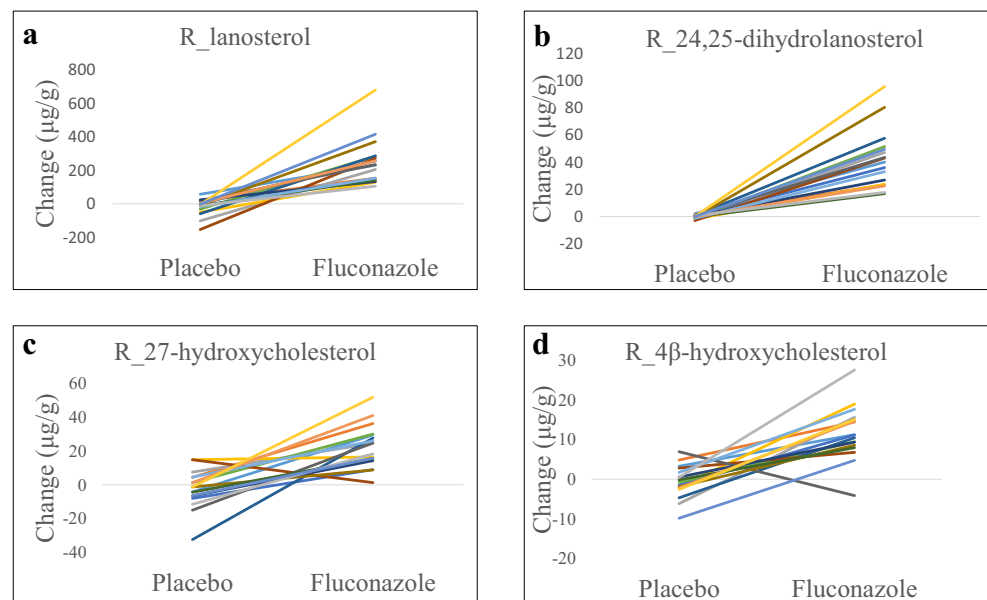 a
R_lanosterol
Change (µg/g)
800
600
400
200
0
-200
Placebo
Fluconazole
b
R_24,25-dihydrolanosterol
Change (µg/g)
120
100
80
60
40
20
0
-20
Placebo
Fluconazole
c
R_27-hydroxycholesterol
Change (µg/g)
60
40
20
0
-20
-40
Placebo
Fluconazole
d
R_4β-hydroxycholesterol
Change (µg/g)
30
20
10
0
-10
-20
Placebo
Fluconazole